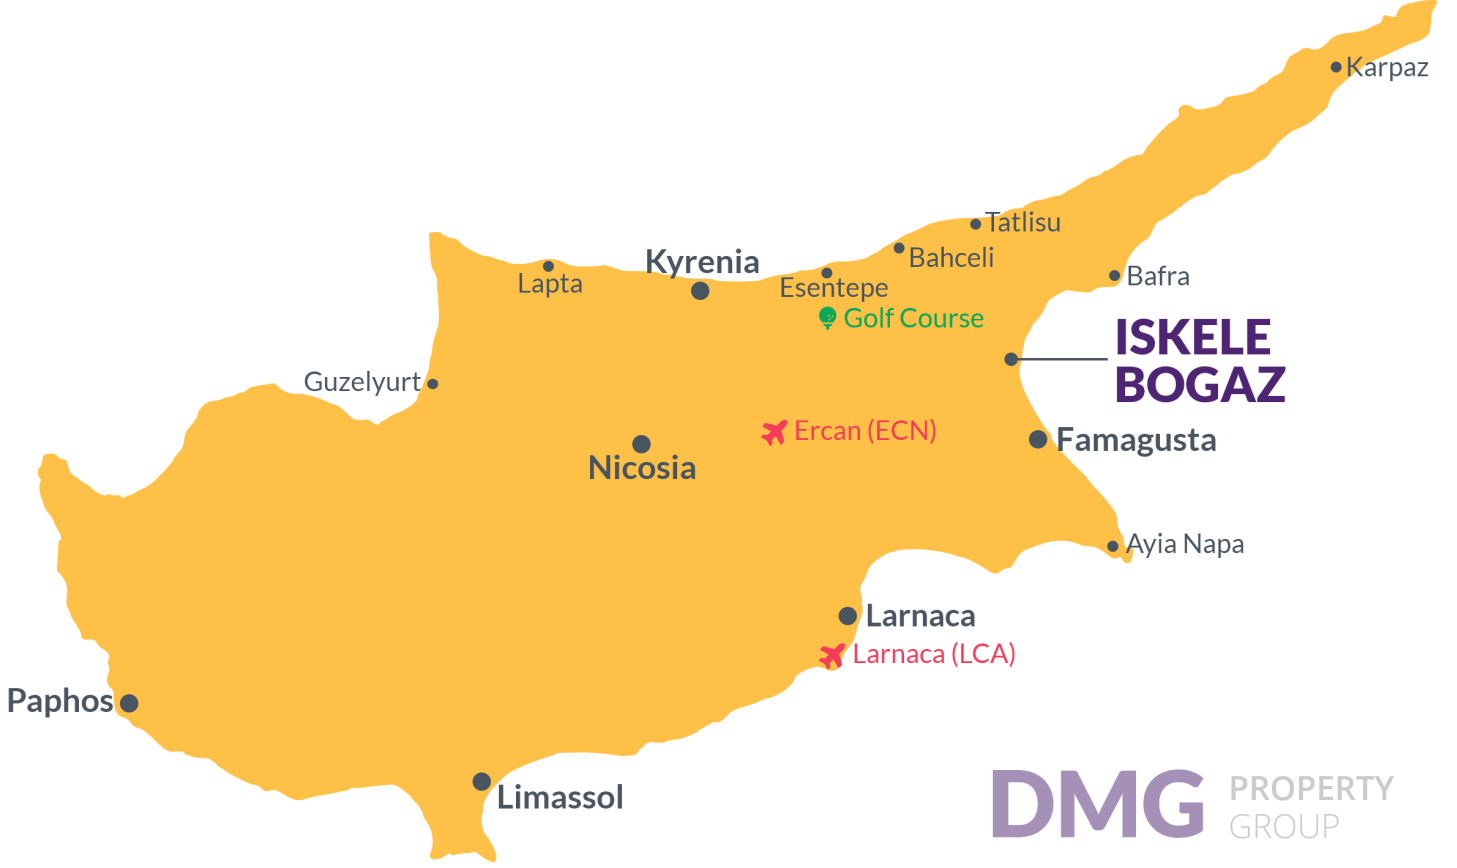 Karpaz
Tatlisu
Kyrenia
Bahceli
Lapta
Esentepe
Bafra
Golf Course
ISKELE
BOGAZ
Guzelyurt
Ercan (ECN)
Famagusta
Nicosia
Ayia Napa
Larnaca
Larnaca (LCA)
Paphos
Limassol
DMG PROPERTY
GROUP